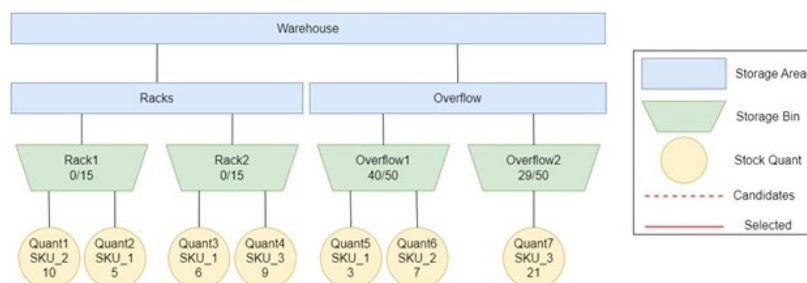 Warehouse
Racks
Overflow
Rack1
0/15
Rack2
0/15
Overflow1
40/50
Overflow2
29/50
Quant1
SKU_2
10
Quant2
SKU_1
5
Quant3
SKU_1
6
Quant4
SKU_3
9
Quant5
SKU_1
3
Quant6
SKU_2
7
Quant7
SKU_3
21
Storage Area
Storage Bin
Stock Quant
Candidates
Selected